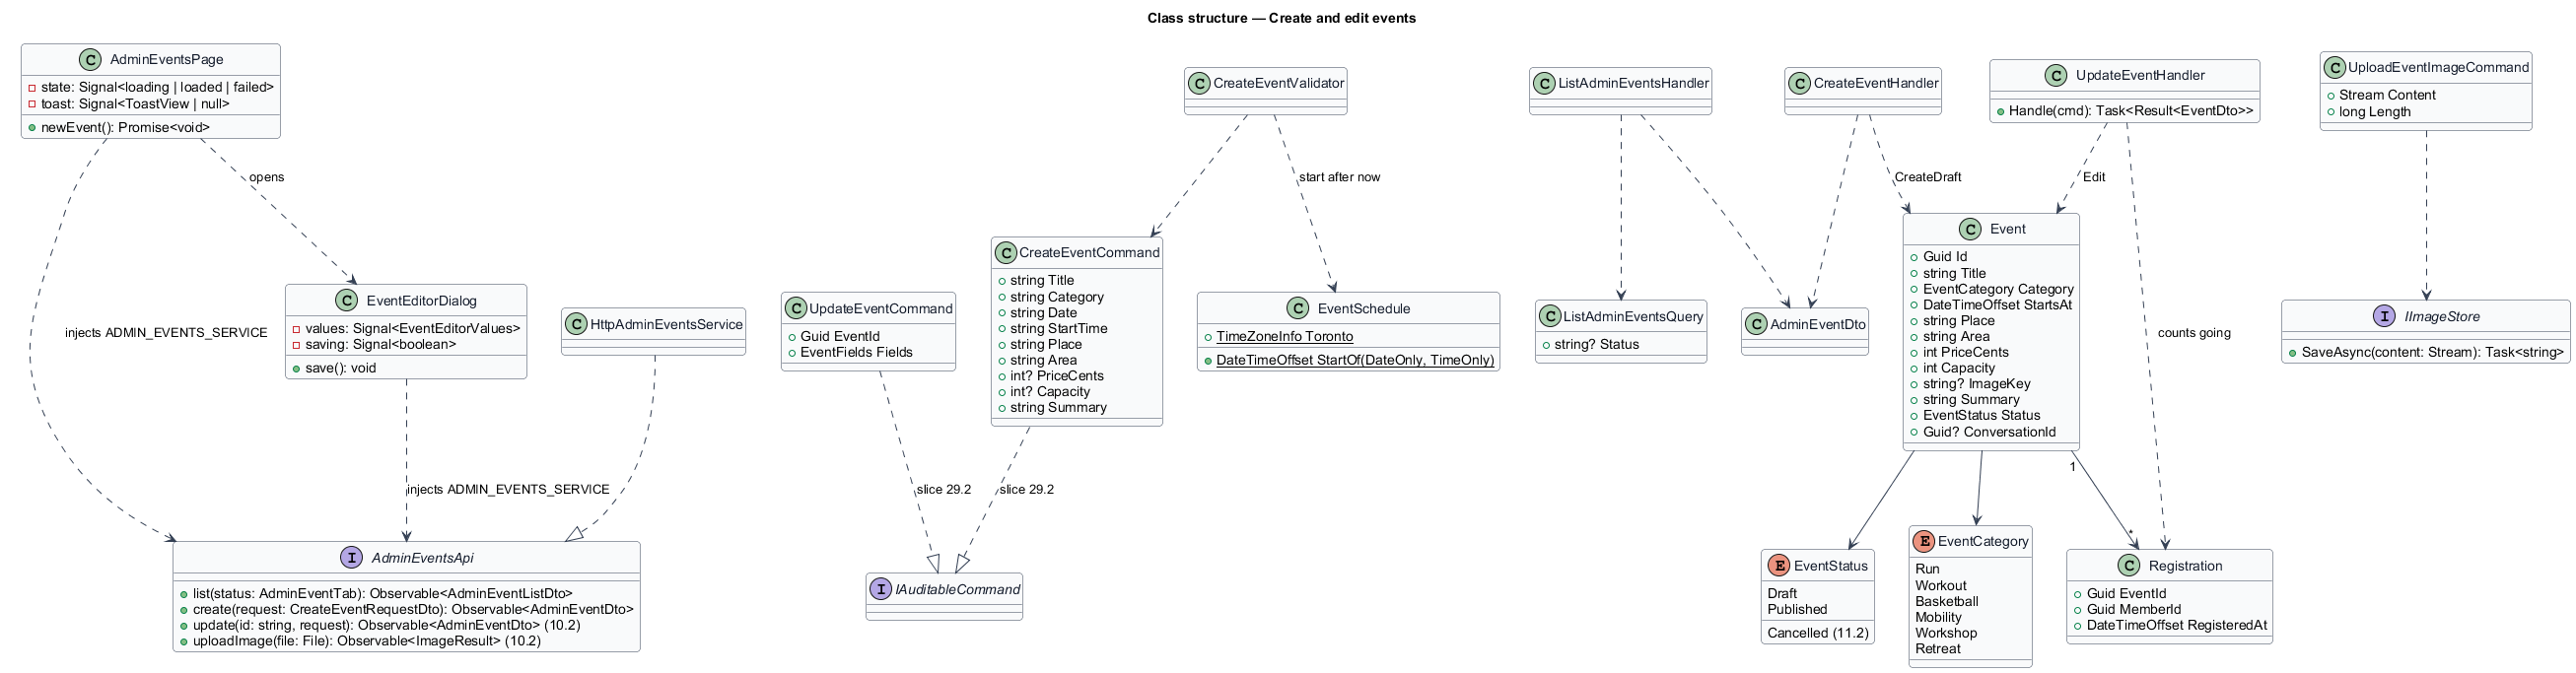 Class structure — Create and edit events
C AdminEventsPage
state: Signal<loading | loaded | failed>
toast: Signal<ToastView | null>
newEvent(): Promise<void>
C CreateEventValidator
C ListAdminEventsHandler
C CreateEventHandler
C UpdateEventHandler
Handle(cmd): Task<Result<EventDto>>
C UploadEventImageCommand
Stream Content
long Length
opens
start after now
CreateDraft
Edit
injects ADMIN_EVENTS_SERVICE
counts going
C EventEditorDialog
values: Signal<EventEditorValues>
saving: Signal<boolean>
save(): void
C HttpAdminEventsService
C UpdateEventCommand
Guid EventId
EventFields Fields
C CreateEventCommand
string Title
string Category
string Date
string StartTime
string Place
string Area
int? PriceCents
int? Capacity
string Summary
C EventSchedule
TimeZoneInfo Toronto
DateTimeOffset StartOf(DateOnly, TimeOnly)
C ListAdminEventsQuery
string? Status
C AdminEventDto
C Event
Guid Id
string Title
EventCategory Category
DateTimeOffset StartsAt
string Place
string Area
int PriceCents
int Capacity
string? ImageKey
string Summary
EventStatus Status
Guid? ConversationId
I IImageStore
SaveAsync(content: Stream): Task<string>
injects ADMIN_EVENTS_SERVICE
slice 29.2
slice 29.2
1
*
I AdminEventsApi
list(status: AdminEventTab): Observable<AdminEventListDto>
create(request: CreateEventRequestDto): Observable<AdminEventDto>
update(id: string, request): Observable<AdminEventDto> (10.2)
uploadImage(file: File): Observable<ImageResult> (10.2)
I IAuditableCommand
E EventStatus
Draft
Published
Cancelled (11.2)
E EventCategory
Run
Workout
Basketball
Mobility
Workshop
Retreat
C Registration
Guid EventId
Guid MemberId
DateTimeOffset RegisteredAt